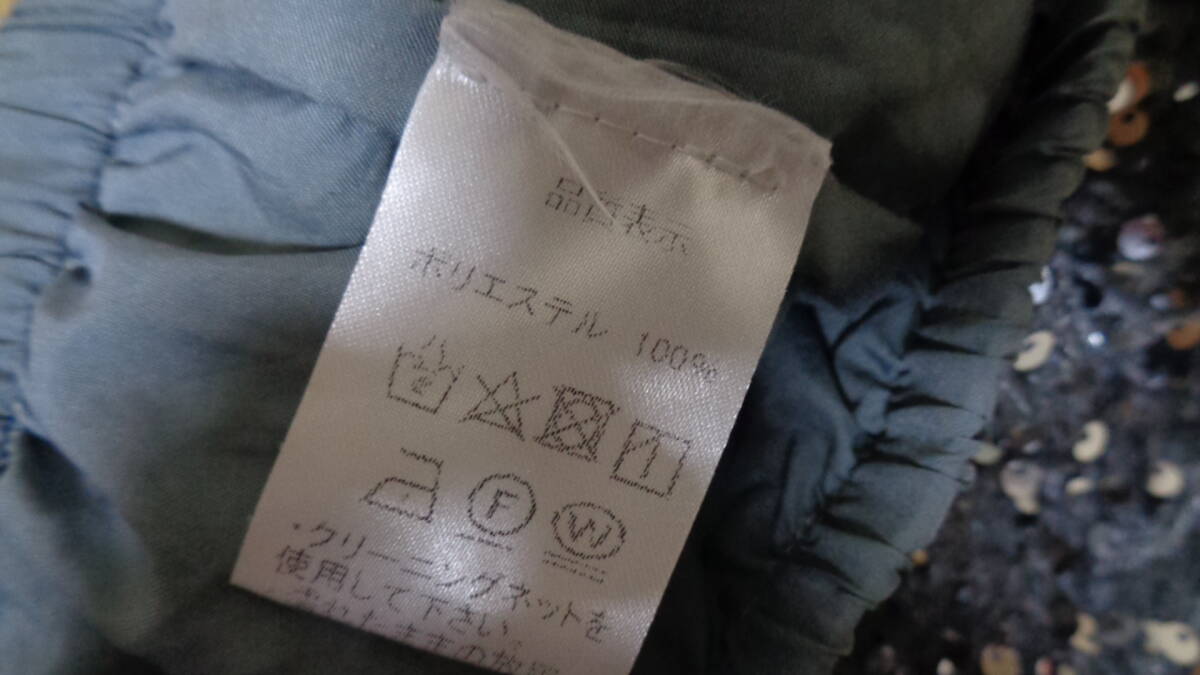 品質表示
ポリエステル 100%
F
W
・クリーニングネットを
使用して下さい。